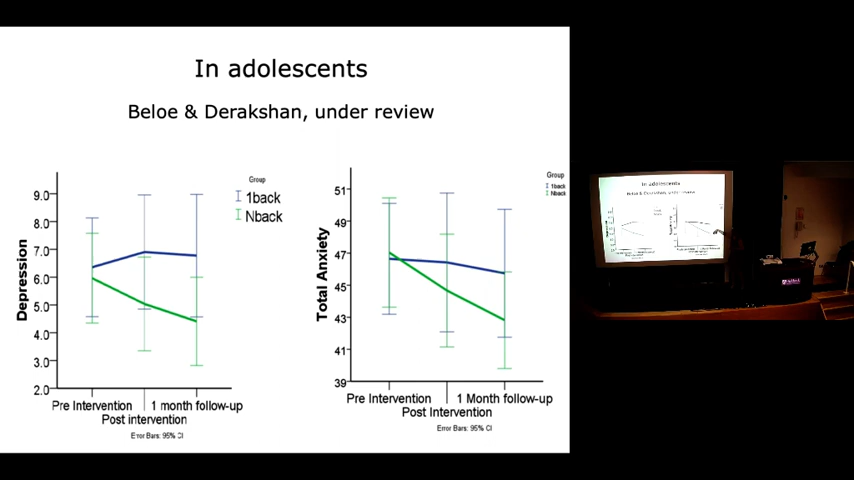 In adolescents
Beloe & Derakshan, under review
Group
1back
Nback
9.0
8.0
7.0
6.0
5.0
4.0
3.0
2.0
Depression
Pre Intervention
1 month follow-up
Post intervention
Error Bars: 95% CI
Group
1back
Nback
51
49
47
45
43
41
39
Total Anxiety
Pre Intervention
1 Month follow-up
Post Intervention
Error Bars: 95% CI
In adolescents